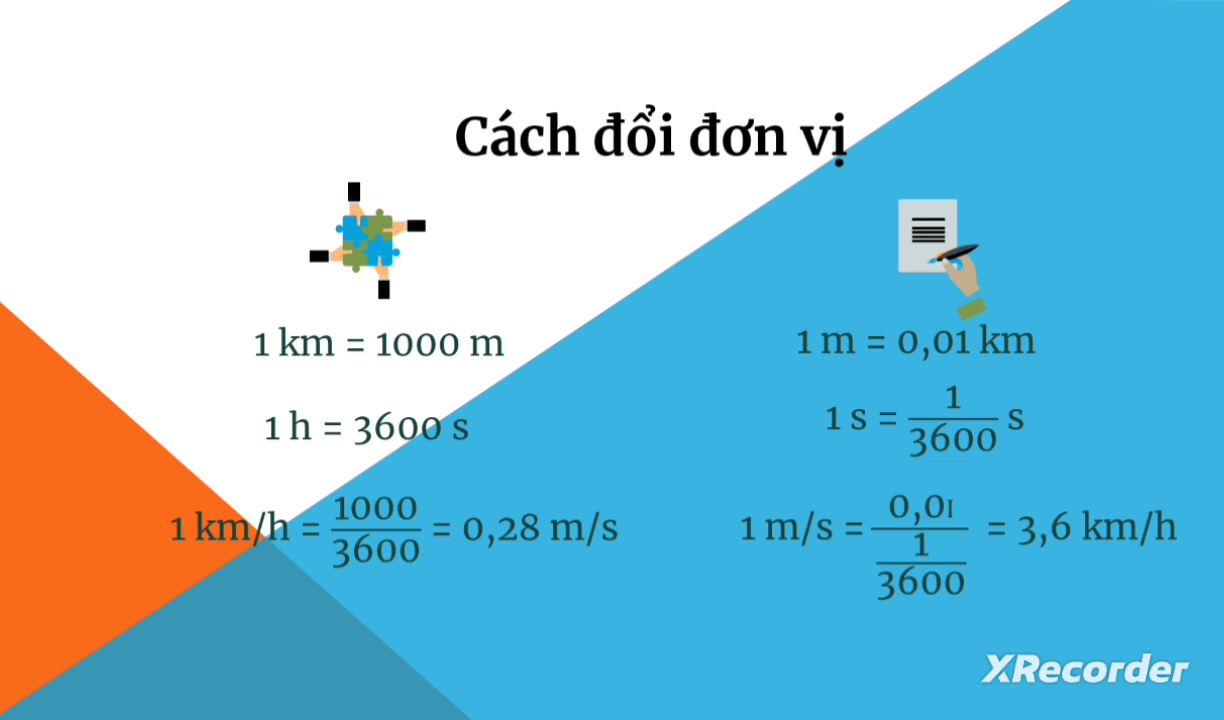 Cách đổi đơn vị
1 km = 1000 m
1 h = 3600 s
1 km/h = 1000/3600 = 0,28 m/s
1 m = 0,01 km
1 s = 1/3600 s
1 m/s = 0,01/(1/3600) = 3,6 km/h
XRecorder